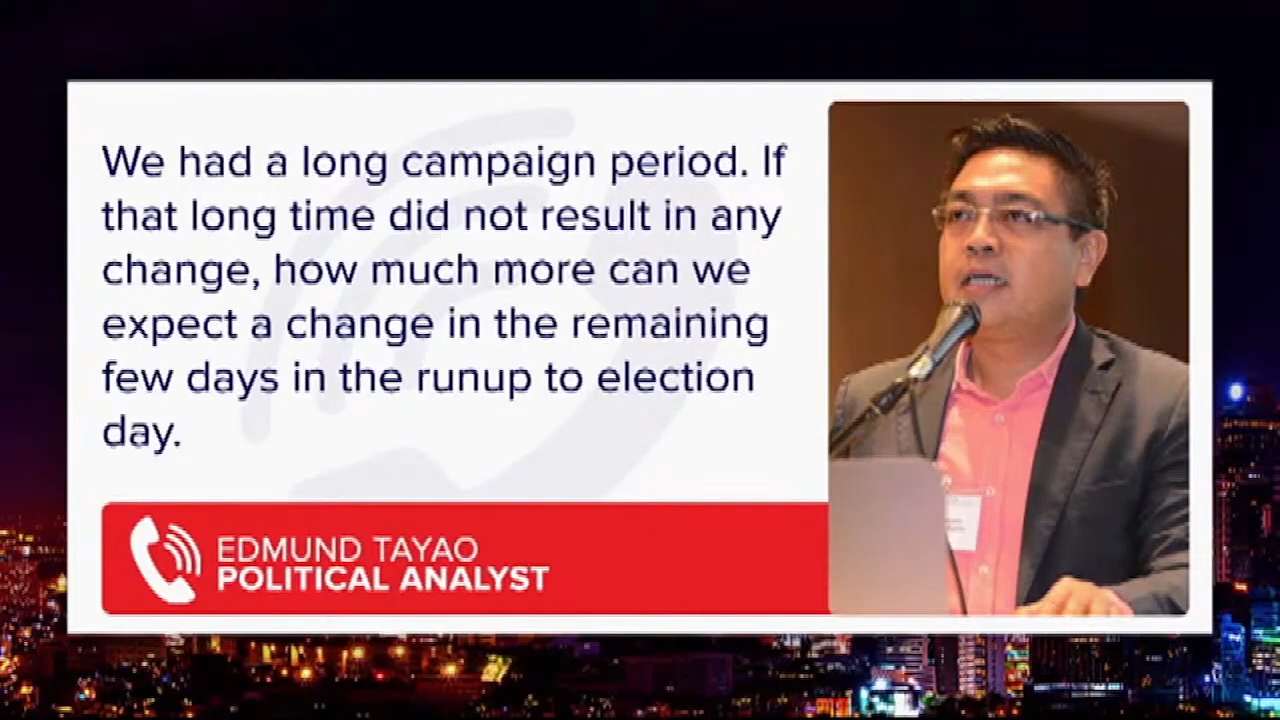 We had a long campaign period. If
that long time did not result in any
change, how much more can we
expect a change in the remaining
few days in the runup to election
day.
EDMUND TAYAO
POLITICAL ANALYST